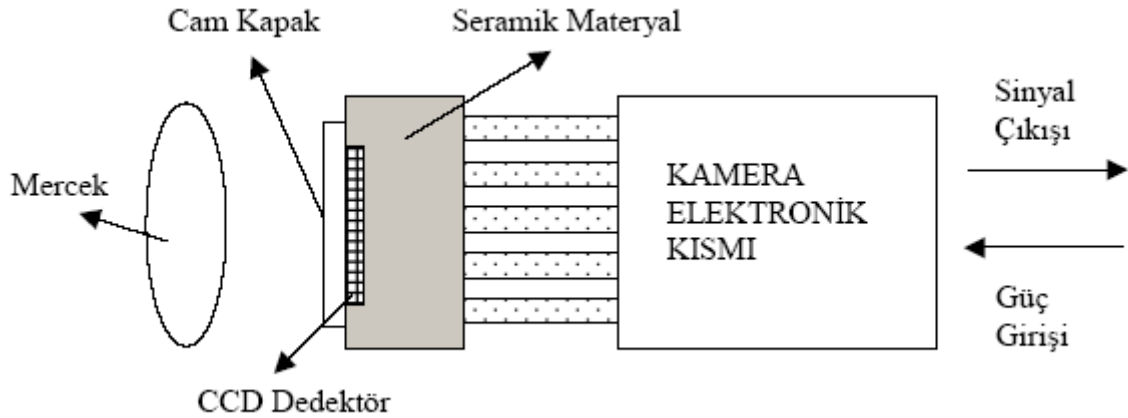 Cam Kapak
Seramik Materyal
Mercek
KAMERA
ELEKTRONİK
KISMI
Sinyal
Çıkışı
Güç
Girişi
CCD Dedektör